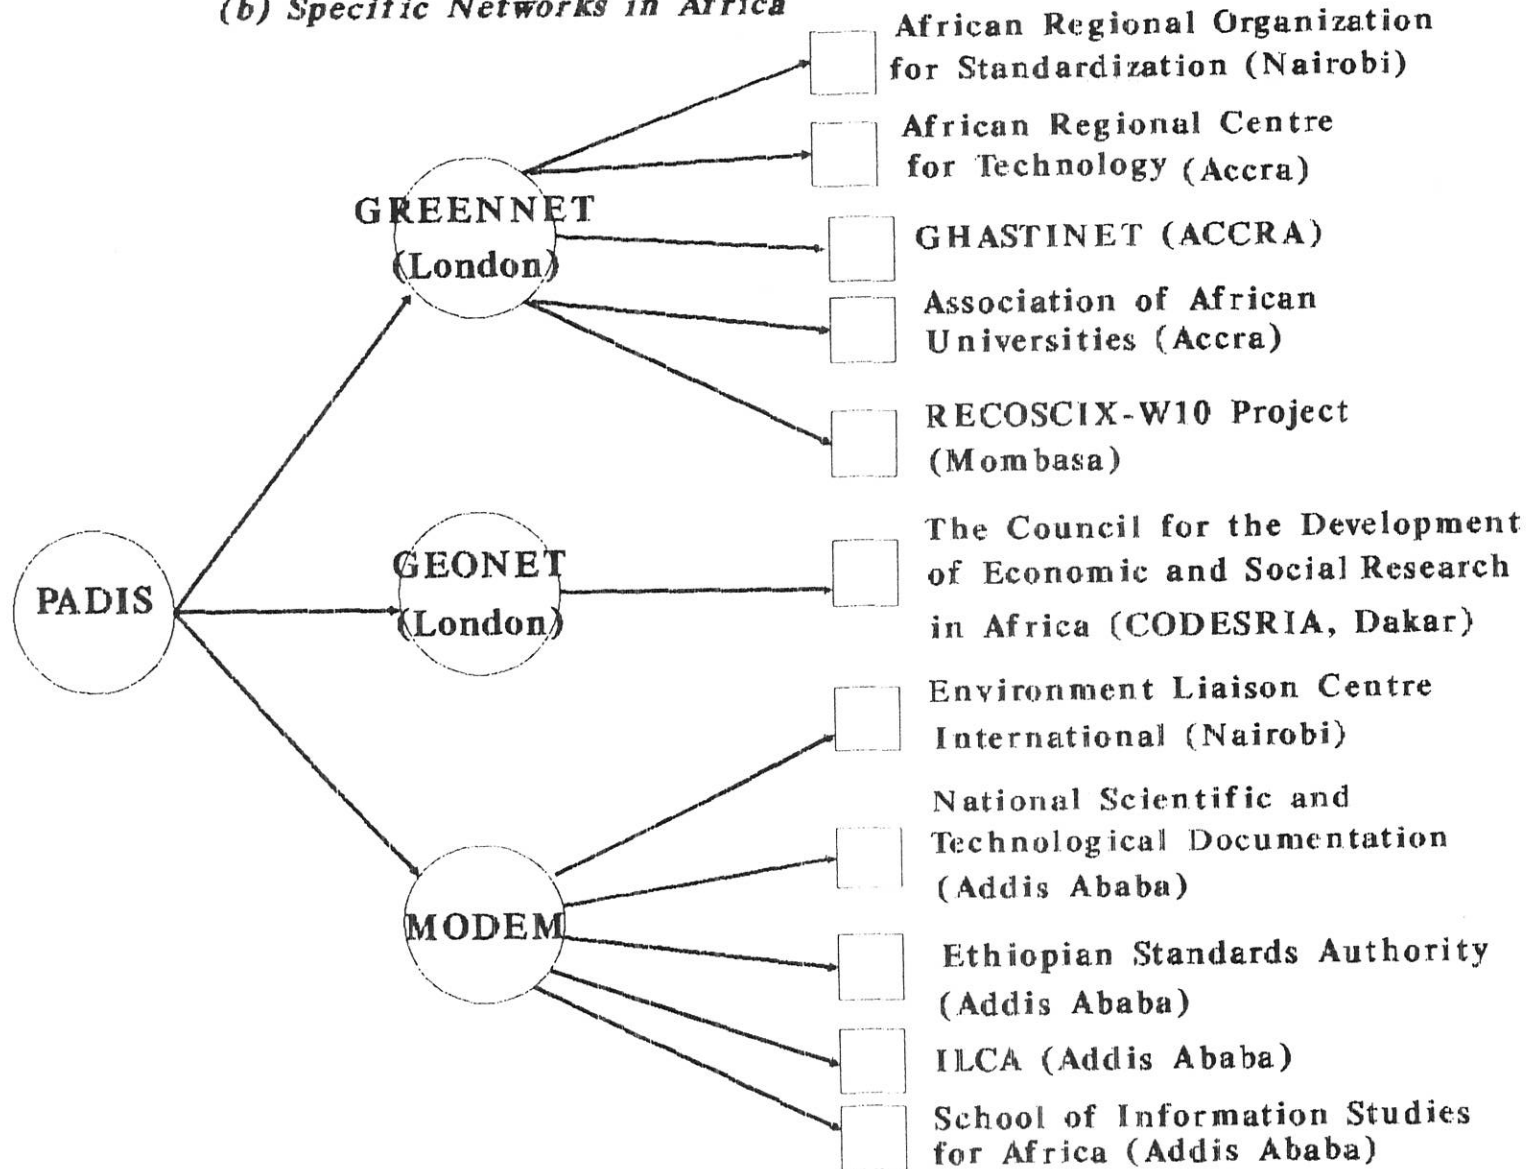 (b) Specific Networks in Africa
African Regional Organization
for Standardization (Nairobi)
African Regional Centre
for Technology (Accra)
GREENNET
(London)
GHASTINET (ACCRA)
Association of African
Universities (Accra)
RECOSCIX-W10 Project
(Mombasa)
PADIS
GEONET
(London)
The Council for the Development
of Economic and Social Research
in Africa (CODESRIA, Dakar)
Environment Liaison Centre
International (Nairobi)
National Scientific and
Technological Documentation
(Addis Ababa)
MODEM
Ethiopian Standards Authority
(Addis Ababa)
ILCA (Addis Ababa)
School of Information Studies
for Africa (Addis Ababa)